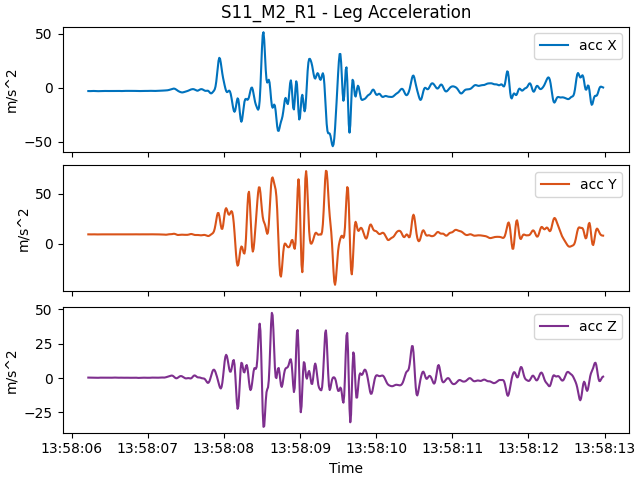 S11_M2_R1 - Leg Acceleration
50
0
−50
m/s^2
acc X
50
0
m/s^2
acc Y
50
25
0
−25
m/s^2
acc Z
13:58:06 13:58:07 13:58:08 13:58:09 13:58:10 13:58:11 13:58:12 13:58:13
Time